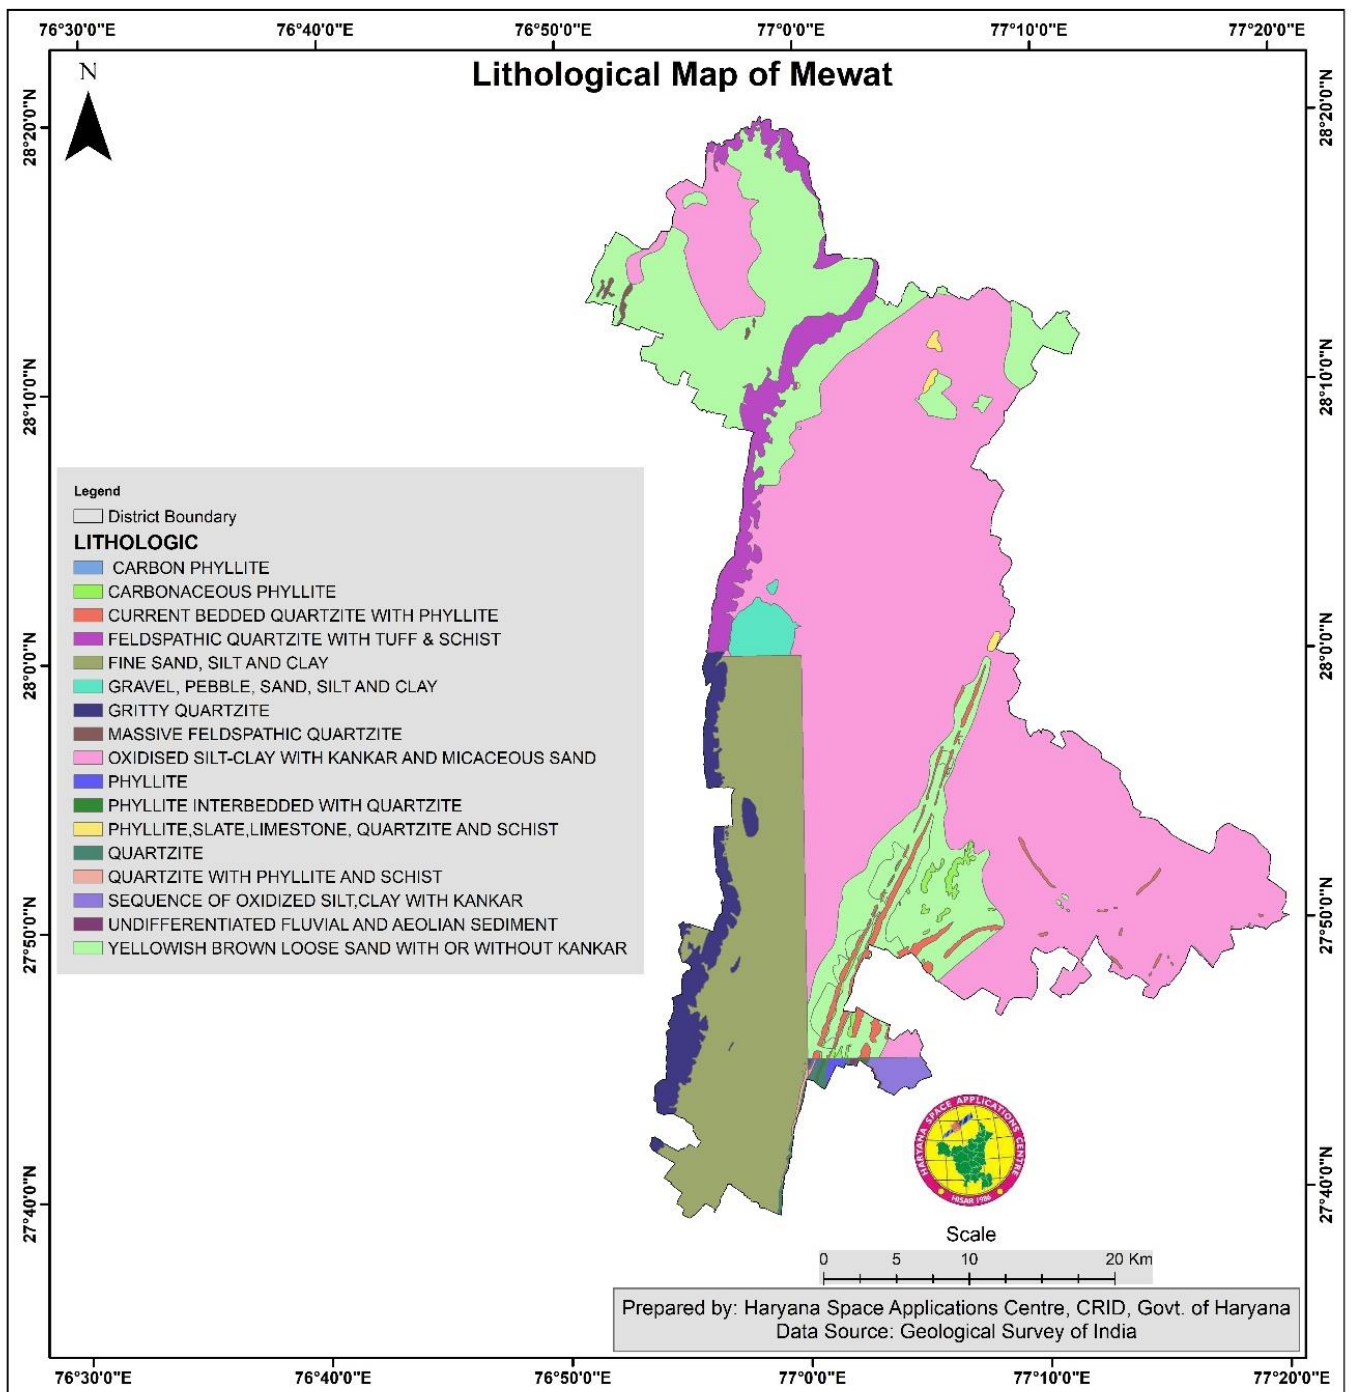 76°30'0"E 76°40'0"E 76°50'0"E 77°0'0"E 77°10'0"E 77°20'0"E
N
Lithological Map of Mewat
28°20'0"N 28°20'0"N
28°10'0"N 28°10'0"N
Legend
District Boundary
LITHOLOGIC
CARBON PHYLLITE
CARBONACEOUS PHYLLITE
CURRENT BEDDED QUARTZITE WITH PHYLLITE
FELDSPATHIC QUARTZITE WITH TUFF & SCHIST
28°0'0"N 28°0'0"N
FINE SAND, SILT AND CLAY
GRAVEL, PEBBLE, SAND, SILT AND CLAY
GRITTY QUARTZITE
MASSIVE FELDSPATHIC QUARTZITE
OXIDISED SILT-CLAY WITH KANKAR AND MICACEOUS SAND
PHYLLITE
PHYLLITE INTERBEDDED WITH QUARTZITE
PHYLLITE,SLATE,LIMESTONE, QUARTZITE AND SCHIST
QUARTZITE
QUARTZITE WITH PHYLLITE AND SCHIST
SEQUENCE OF OXIDIZED SILT,CLAY WITH KANKAR
UNDIFFERENTIATED FLUVIAL AND AEOLIAN SEDIMENT
YELLOWISH BROWN LOOSE SAND WITH OR WITHOUT KANKAR
27°50'0"N 27°50'0"N
HARYANA SPACE APPLICATIONS CENTRE
HISAR 1986
27°40'0"N 27°40'0"N
Scale
0 5 10 20 Km
Prepared by: Haryana Space Applications Centre, CRID, Govt. of Haryana
Data Source: Geological Survey of India
76°30'0"E 76°40'0"E 76°50'0"E 77°0'0"E 77°10'0"E 77°20'0"E